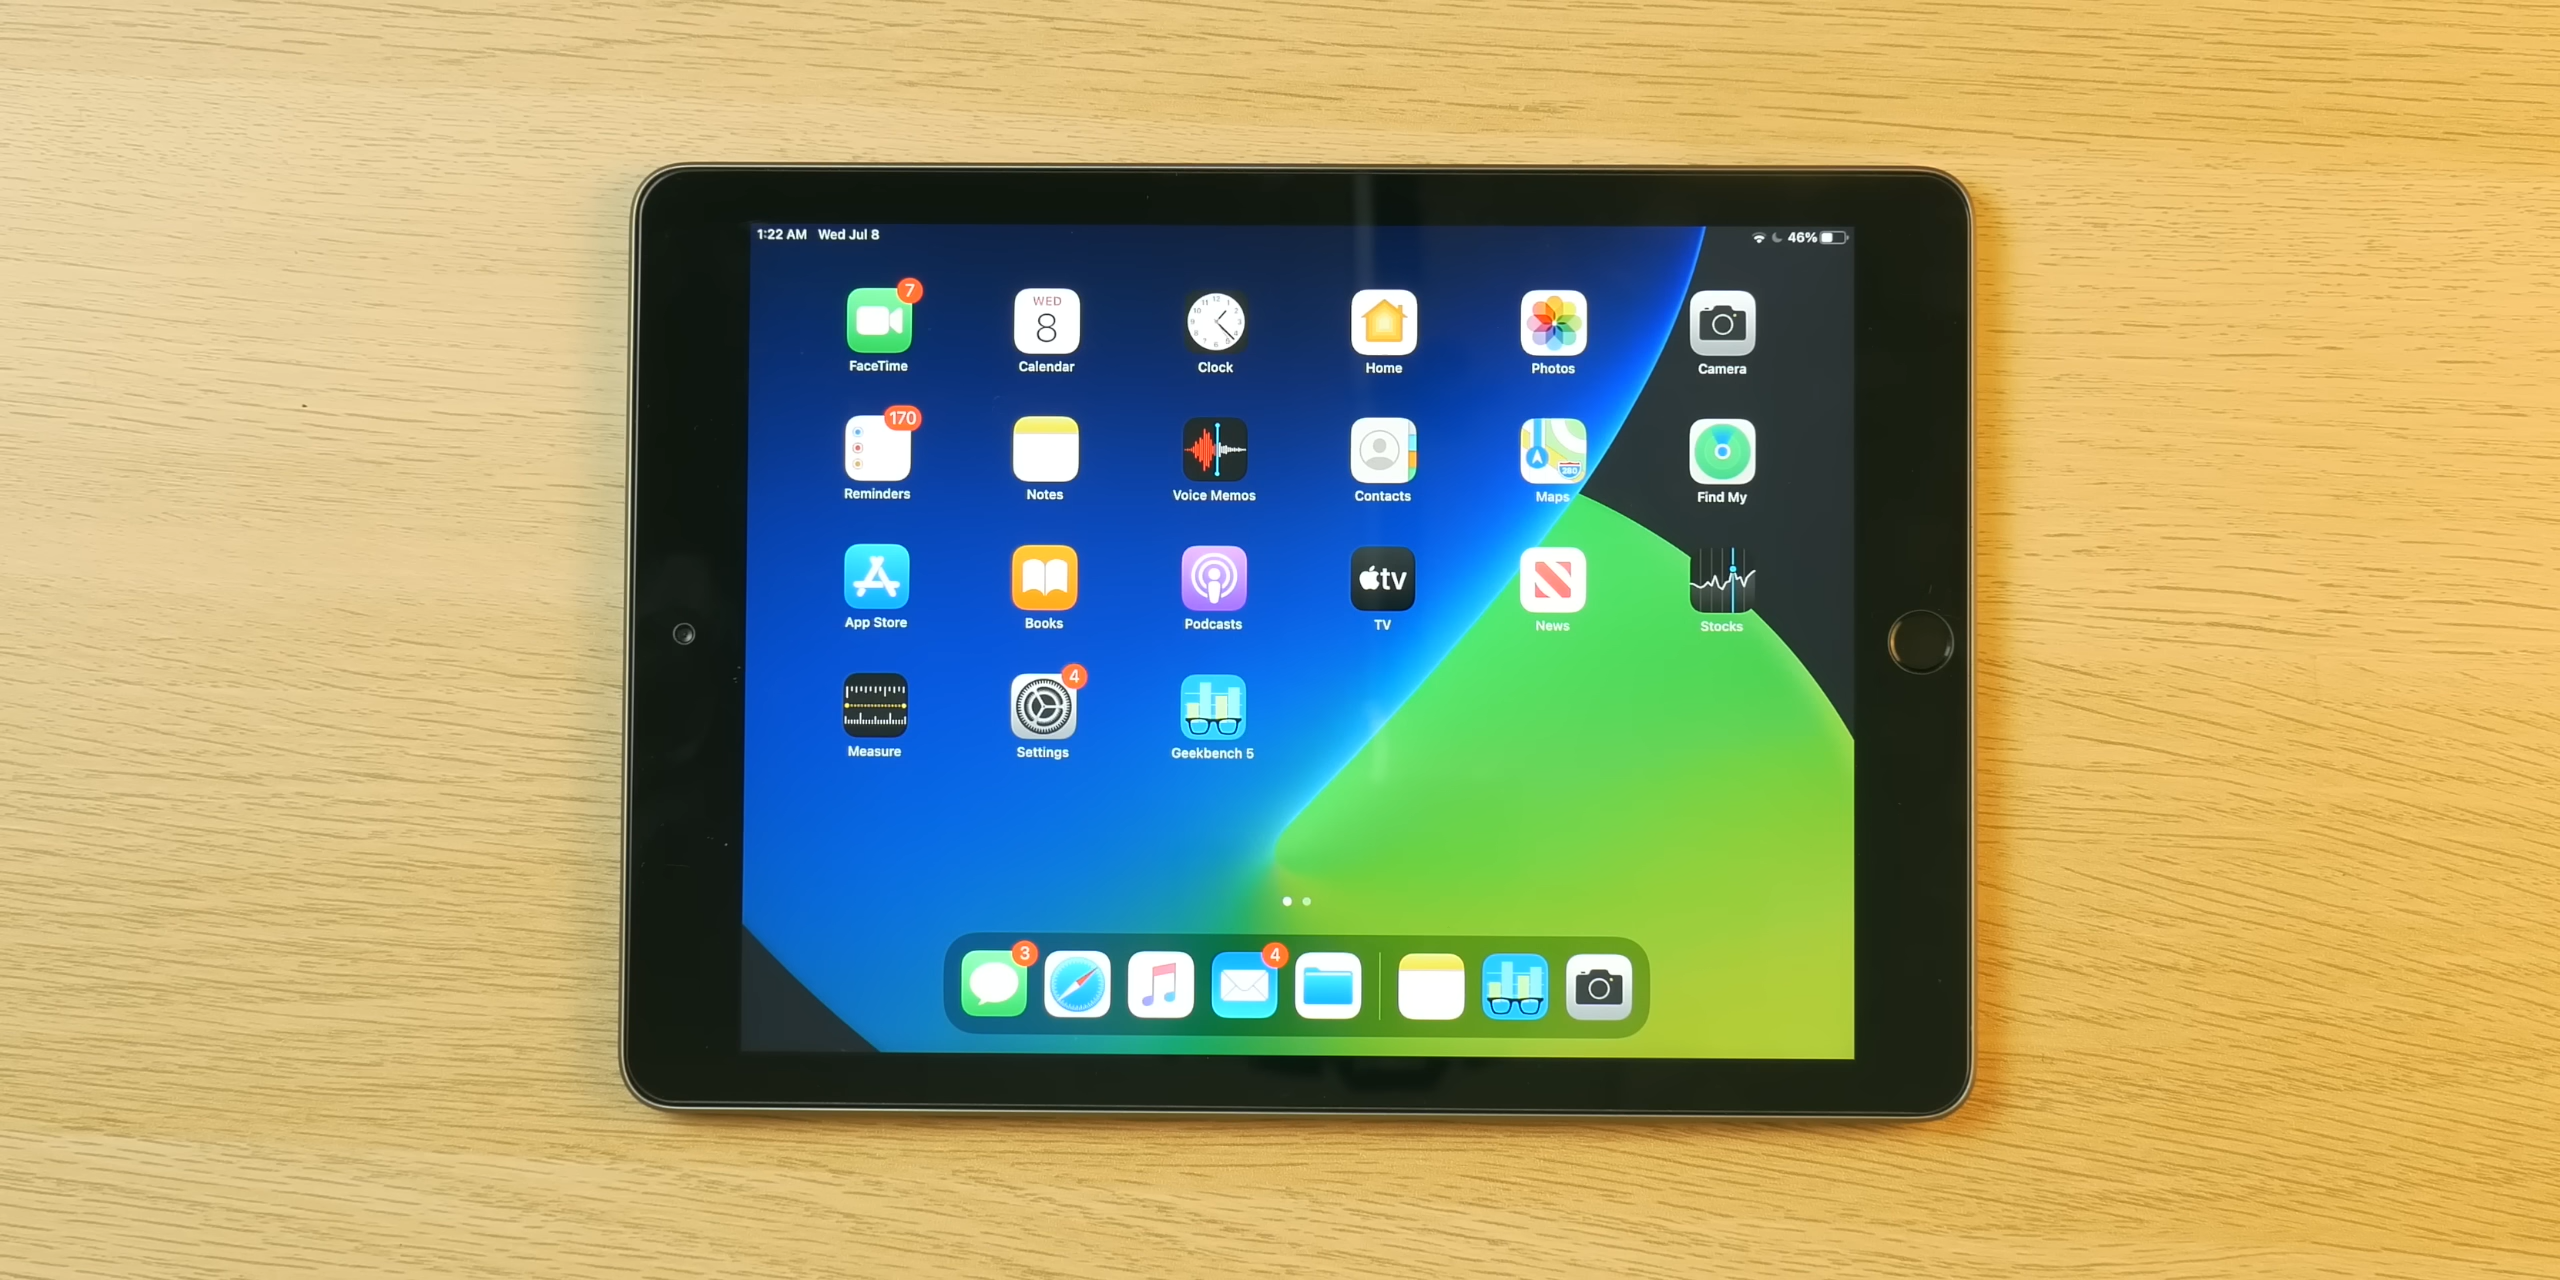 1:22 AM Wed Jul 8
46%
7
WED
8
FaceTime Calendar Clock Home Photos Camera
170
280
Reminders Notes Voice Memos Contacts Maps Find My
tv
App Store Books Podcasts TV News Stocks
4
Measure Settings Geekbench 5
3
4